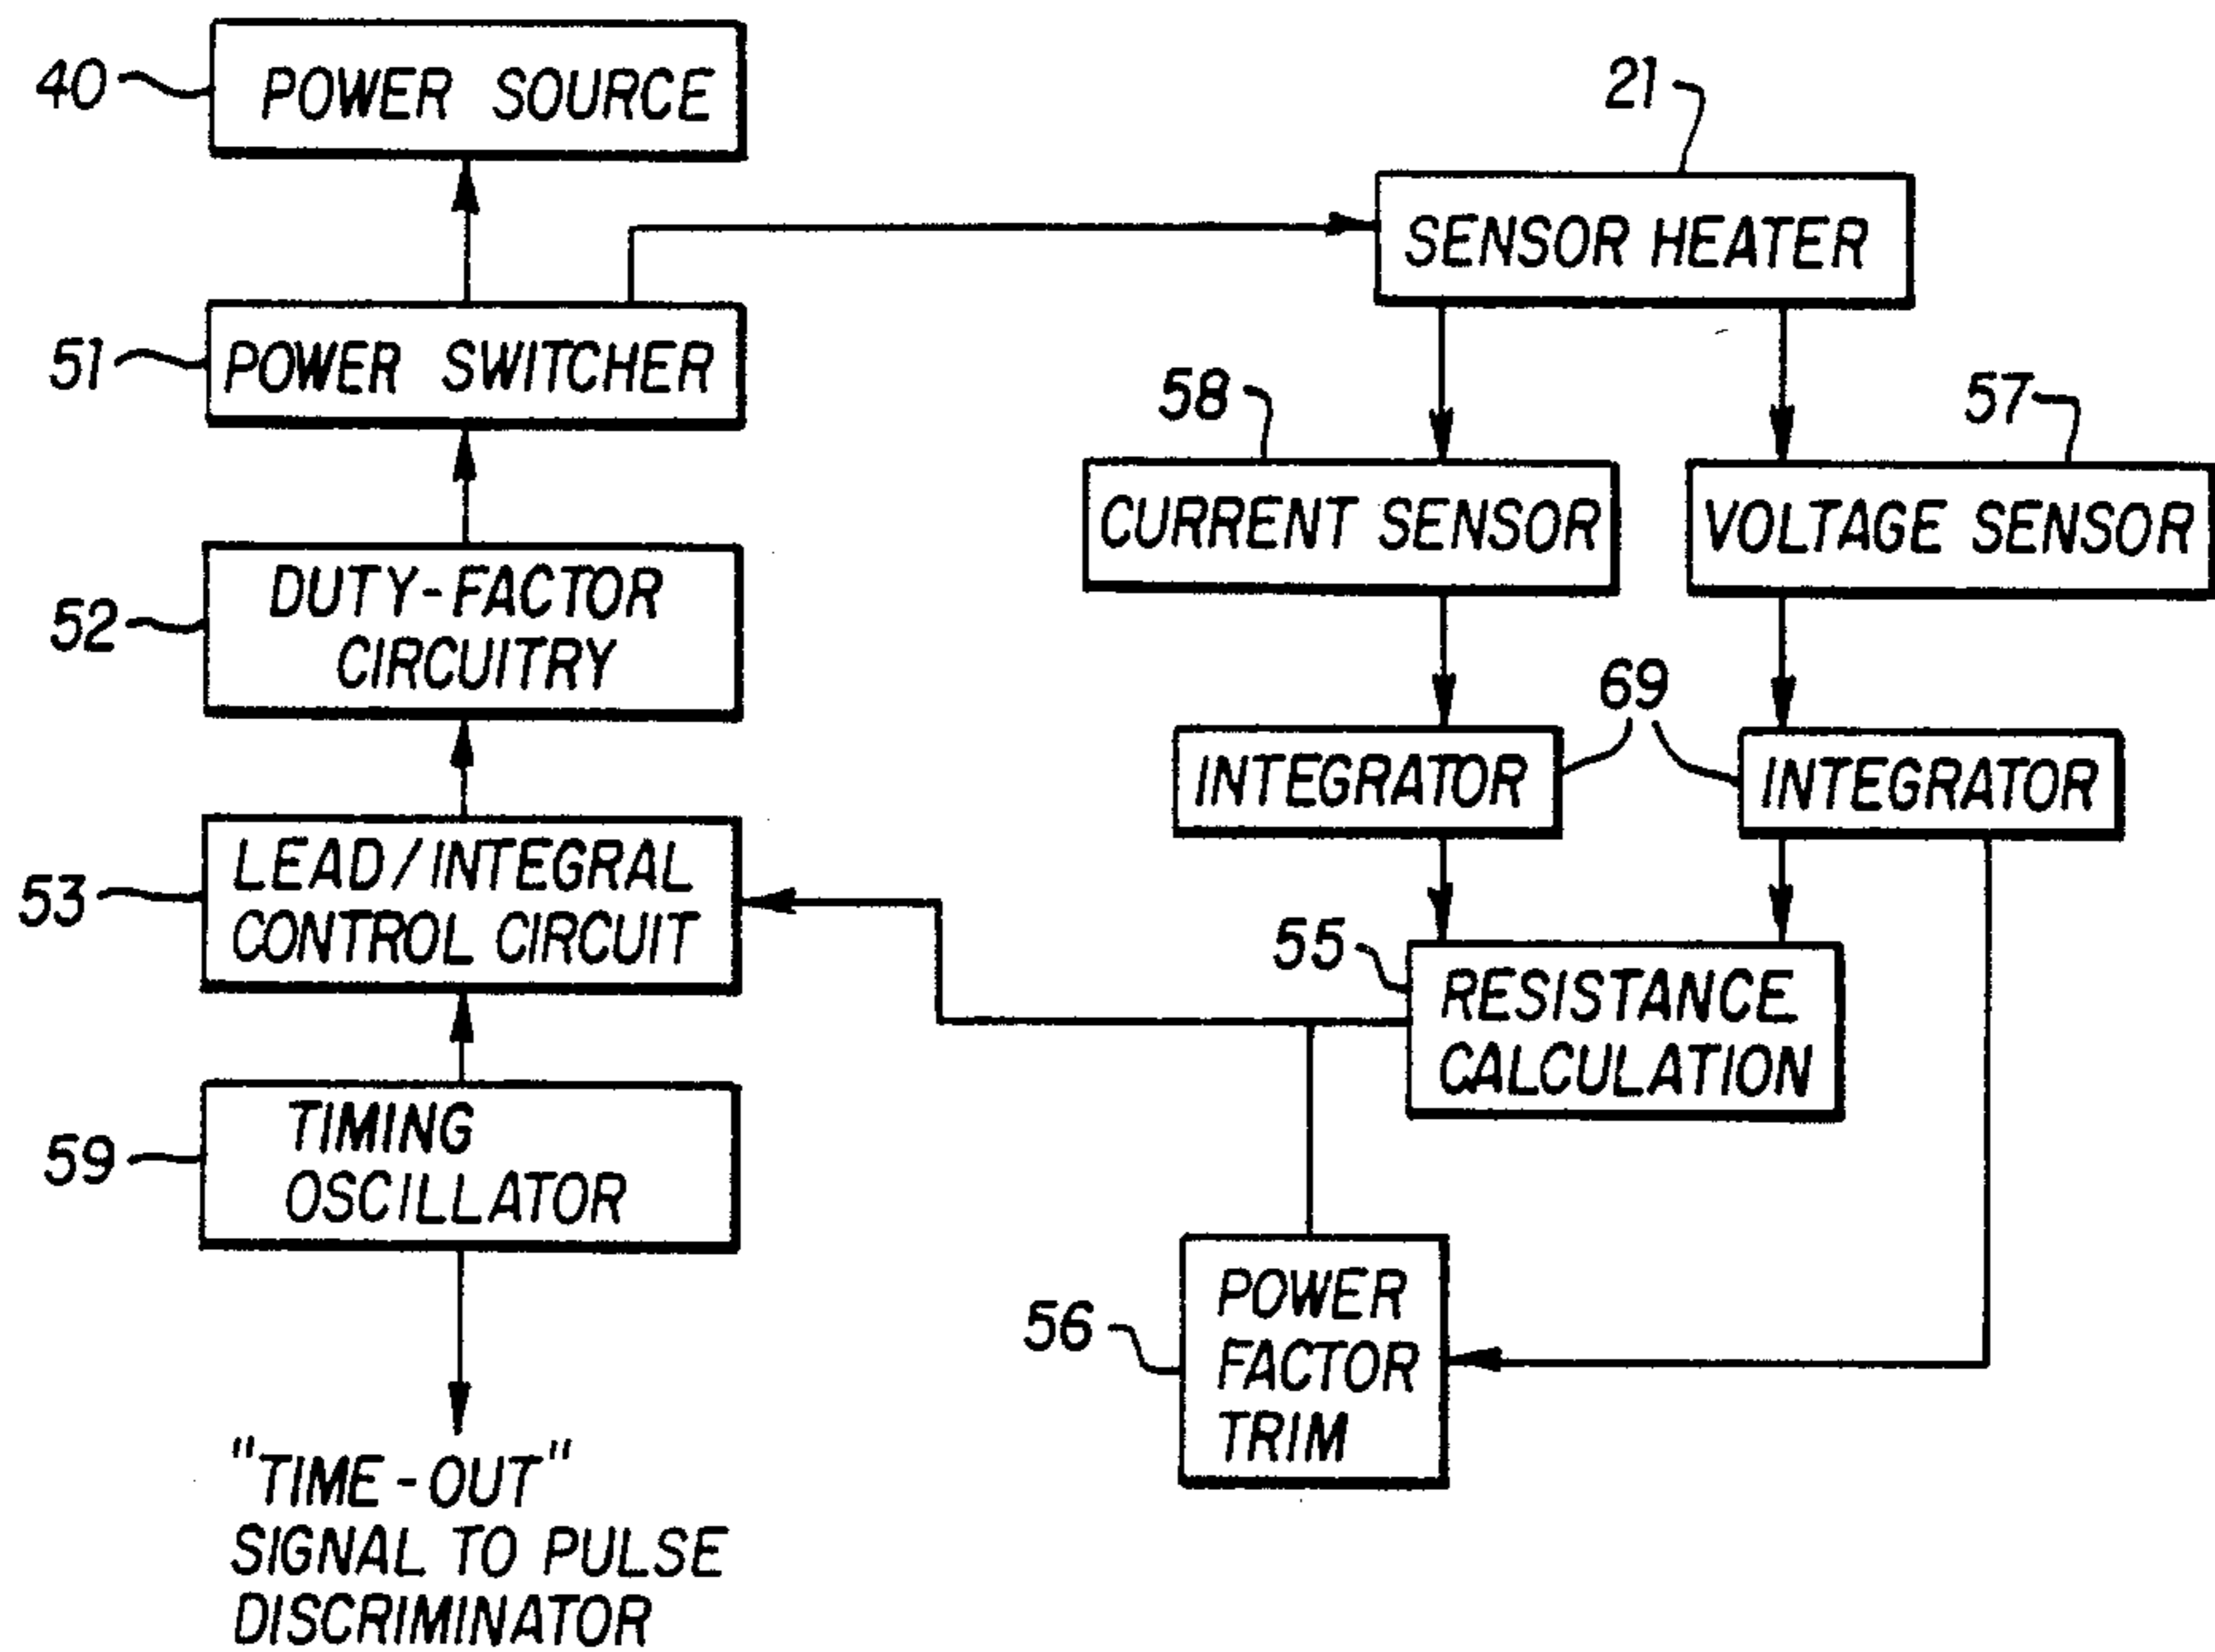 40
POWER SOURCE
21
SENSOR HEATER
51
POWER SWITCHER
58
57
CURRENT SENSOR
VOLTAGE SENSOR
52
DUTY-FACTOR
CIRCUITRY
69
INTEGRATOR
INTEGRATOR
53
LEAD/INTEGRAL
CONTROL CIRCUIT
55
RESISTANCE
CALCULATION
59
TIMING
OSCILLATOR
56
POWER
FACTOR
TRIM
"TIME-OUT"
SIGNAL TO PULSE
DISCRIMINATOR